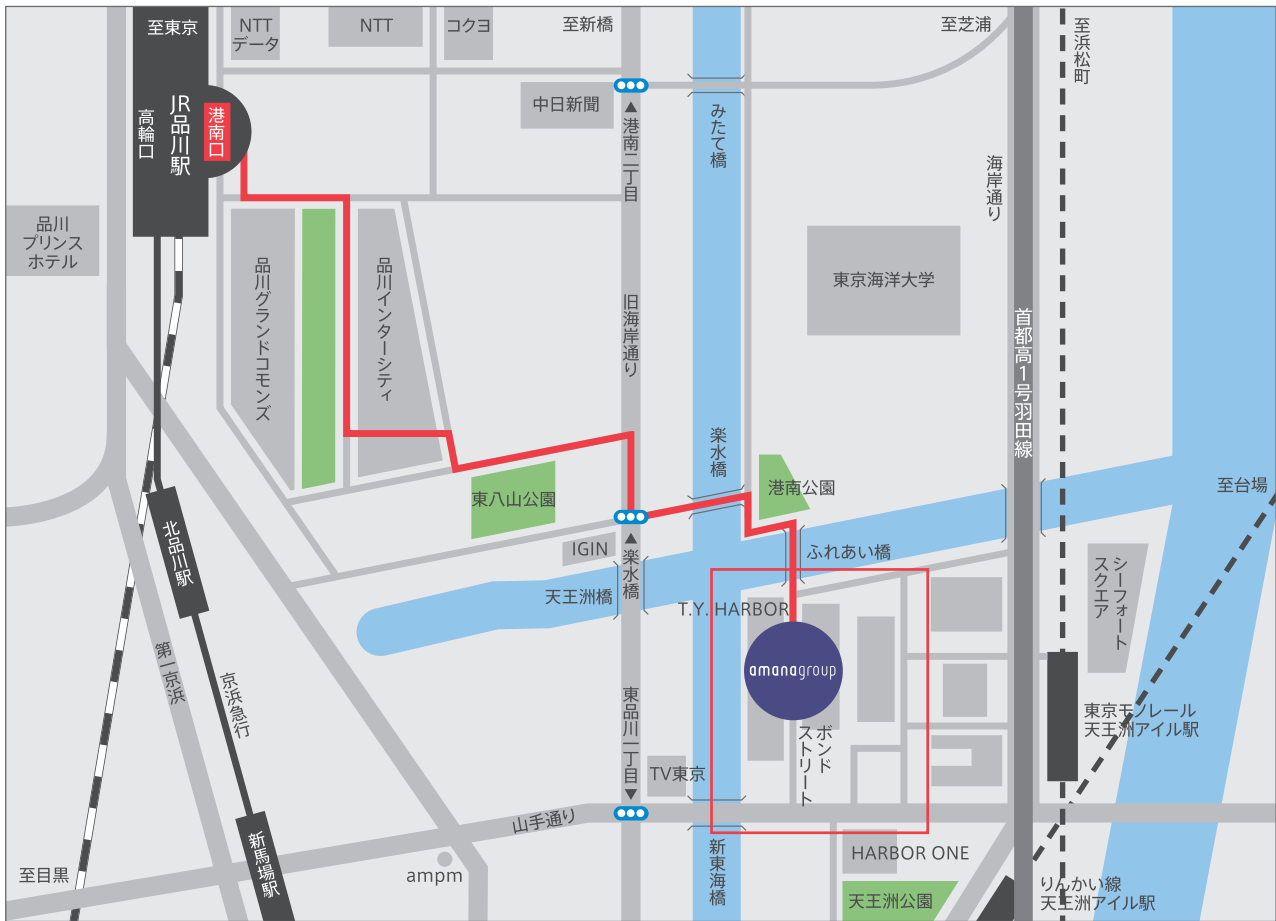 至東京
NTT
データ
NTT
コクヨ
至新橋
至芝浦
至浜松町
JR品川駅
港南口
高輪口
中日新聞
▲港南二丁目
みたて橋
海岸通り
品川
プリンス
ホテル
品川グランドコモンズ
品川インターシティ
旧海岸通り
東京海洋大学
首都高1号羽田線
楽水橋
港南公園
至台場
東八山公園
IGIN
▲楽水橋
ふれあい橋
北品川駅
天王洲橋
T.Y. HARBOR
シーフォート
スクエア
第一京浜
京浜急行
amanagroup
東品川一丁目▼
ボンド
ストリート
東京モノレール
天王洲アイル駅
TV東京
山手通り
新馬場駅
新東海橋
HARBOR ONE
至目黒
ampm
天王洲公園
りんかい線
天王洲アイル駅